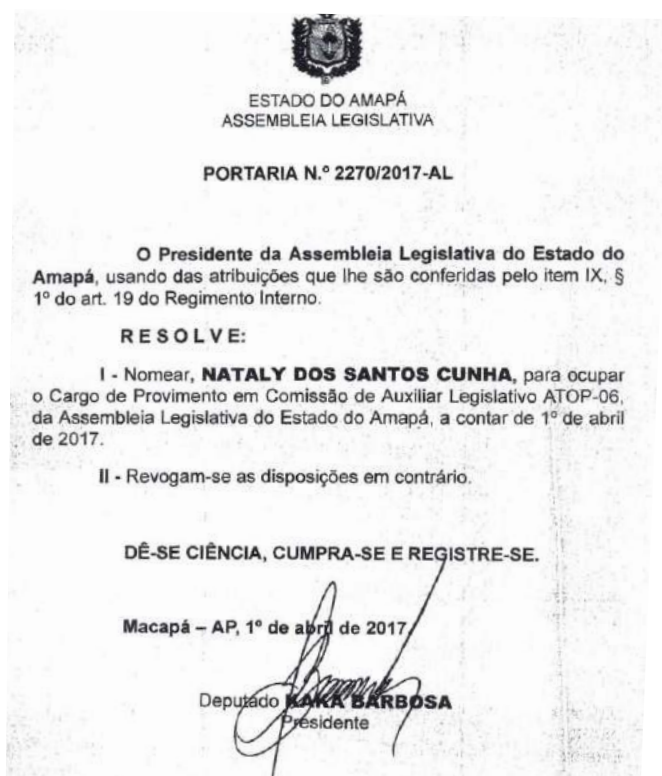 ESTADO DO AMAPÁ
ASSEMBLEIA LEGISLATIVA
PORTARIA N.º 2270/2017-AL
O Presidente da Assembleia Legislativa do Estado do
Amapá, usando das atribuições que lhe são conferidas pelo item IX, §
1º do art. 19 do Regimento Interno.
R E S O L V E:
I - Nomear, NATALY DOS SANTOS CUNHA, para ocupar
o Cargo de Provimento em Comissão de Auxiliar Legislativo ATOP-06,
da Assembleia Legislativa do Estado do Amapá, a contar de 1º de abril
de 2017.
II - Revogam-se as disposições em contrário.
DÊ-SE CIÊNCIA, CUMPRA-SE E REGISTRE-SE.
Macapá – AP, 1º de abril de 2017.
Deputado KAKA BARBOSA
Presidente